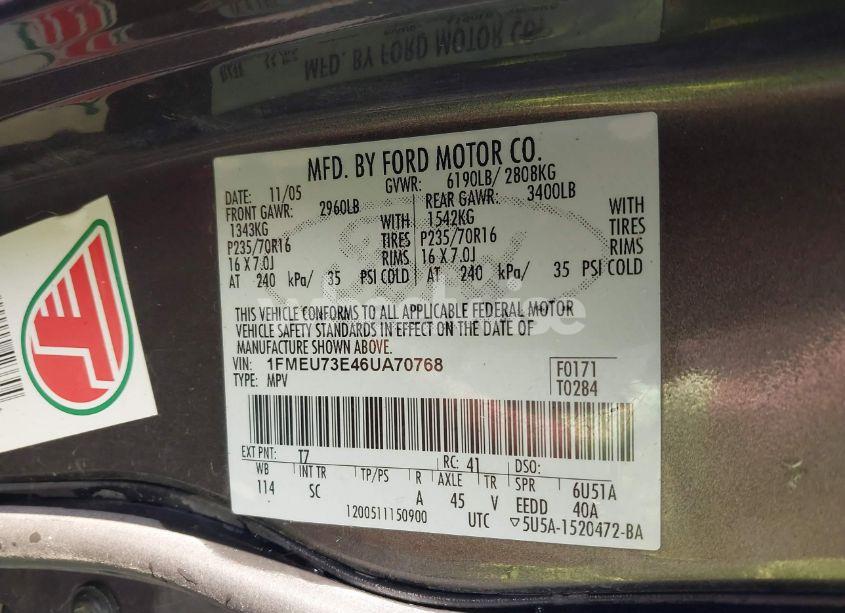 MFD. BY FORD MOTOR CO.
DATE: 11/05 GVWR: 6190LB/ 2808KG
FRONT GAWR: 2960LB REAR GAWR: 3400LB
1343KG WITH 1542KG WITH
P235/70R16 TIRES P235/70R16 TIRES
16 X 7.0J RIMS 16 X 7.0J RIMS
AT 240 kPa/ 35 PSI COLD AT 240 kPa/ 35 PSI COLD
THIS VEHICLE CONFORMS TO ALL APPLICABLE FEDERAL MOTOR
VEHICLE SAFETY STANDARDS IN EFFECT ON THE DATE OF
MANUFACTURE SHOWN ABOVE.
VIN: 1FMEU73E46UA70768 F0171
TYPE: MPV T0284
EXT PNT: T7 RC: 41 DSO:
WB INT TR TP/PS R AXLE TR SPR 6U51A
114 SC A 45 V EEDD 40A
1200511150900 UTC ▽5U5A-1520472-BA